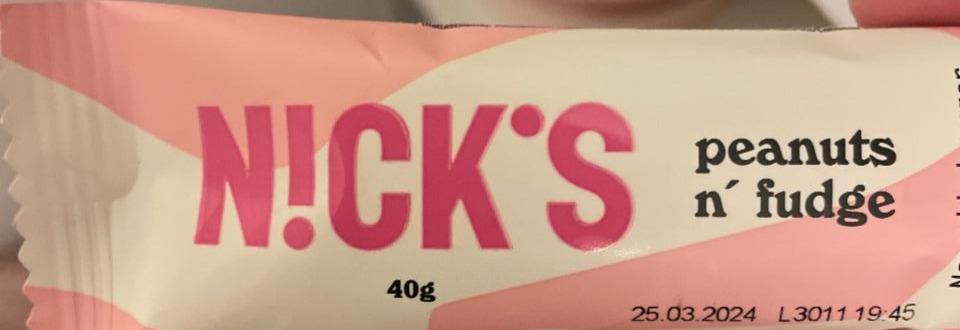 N!CK'S
peanuts
n´ fudge
40g
25.03.2024 L3011 19:45